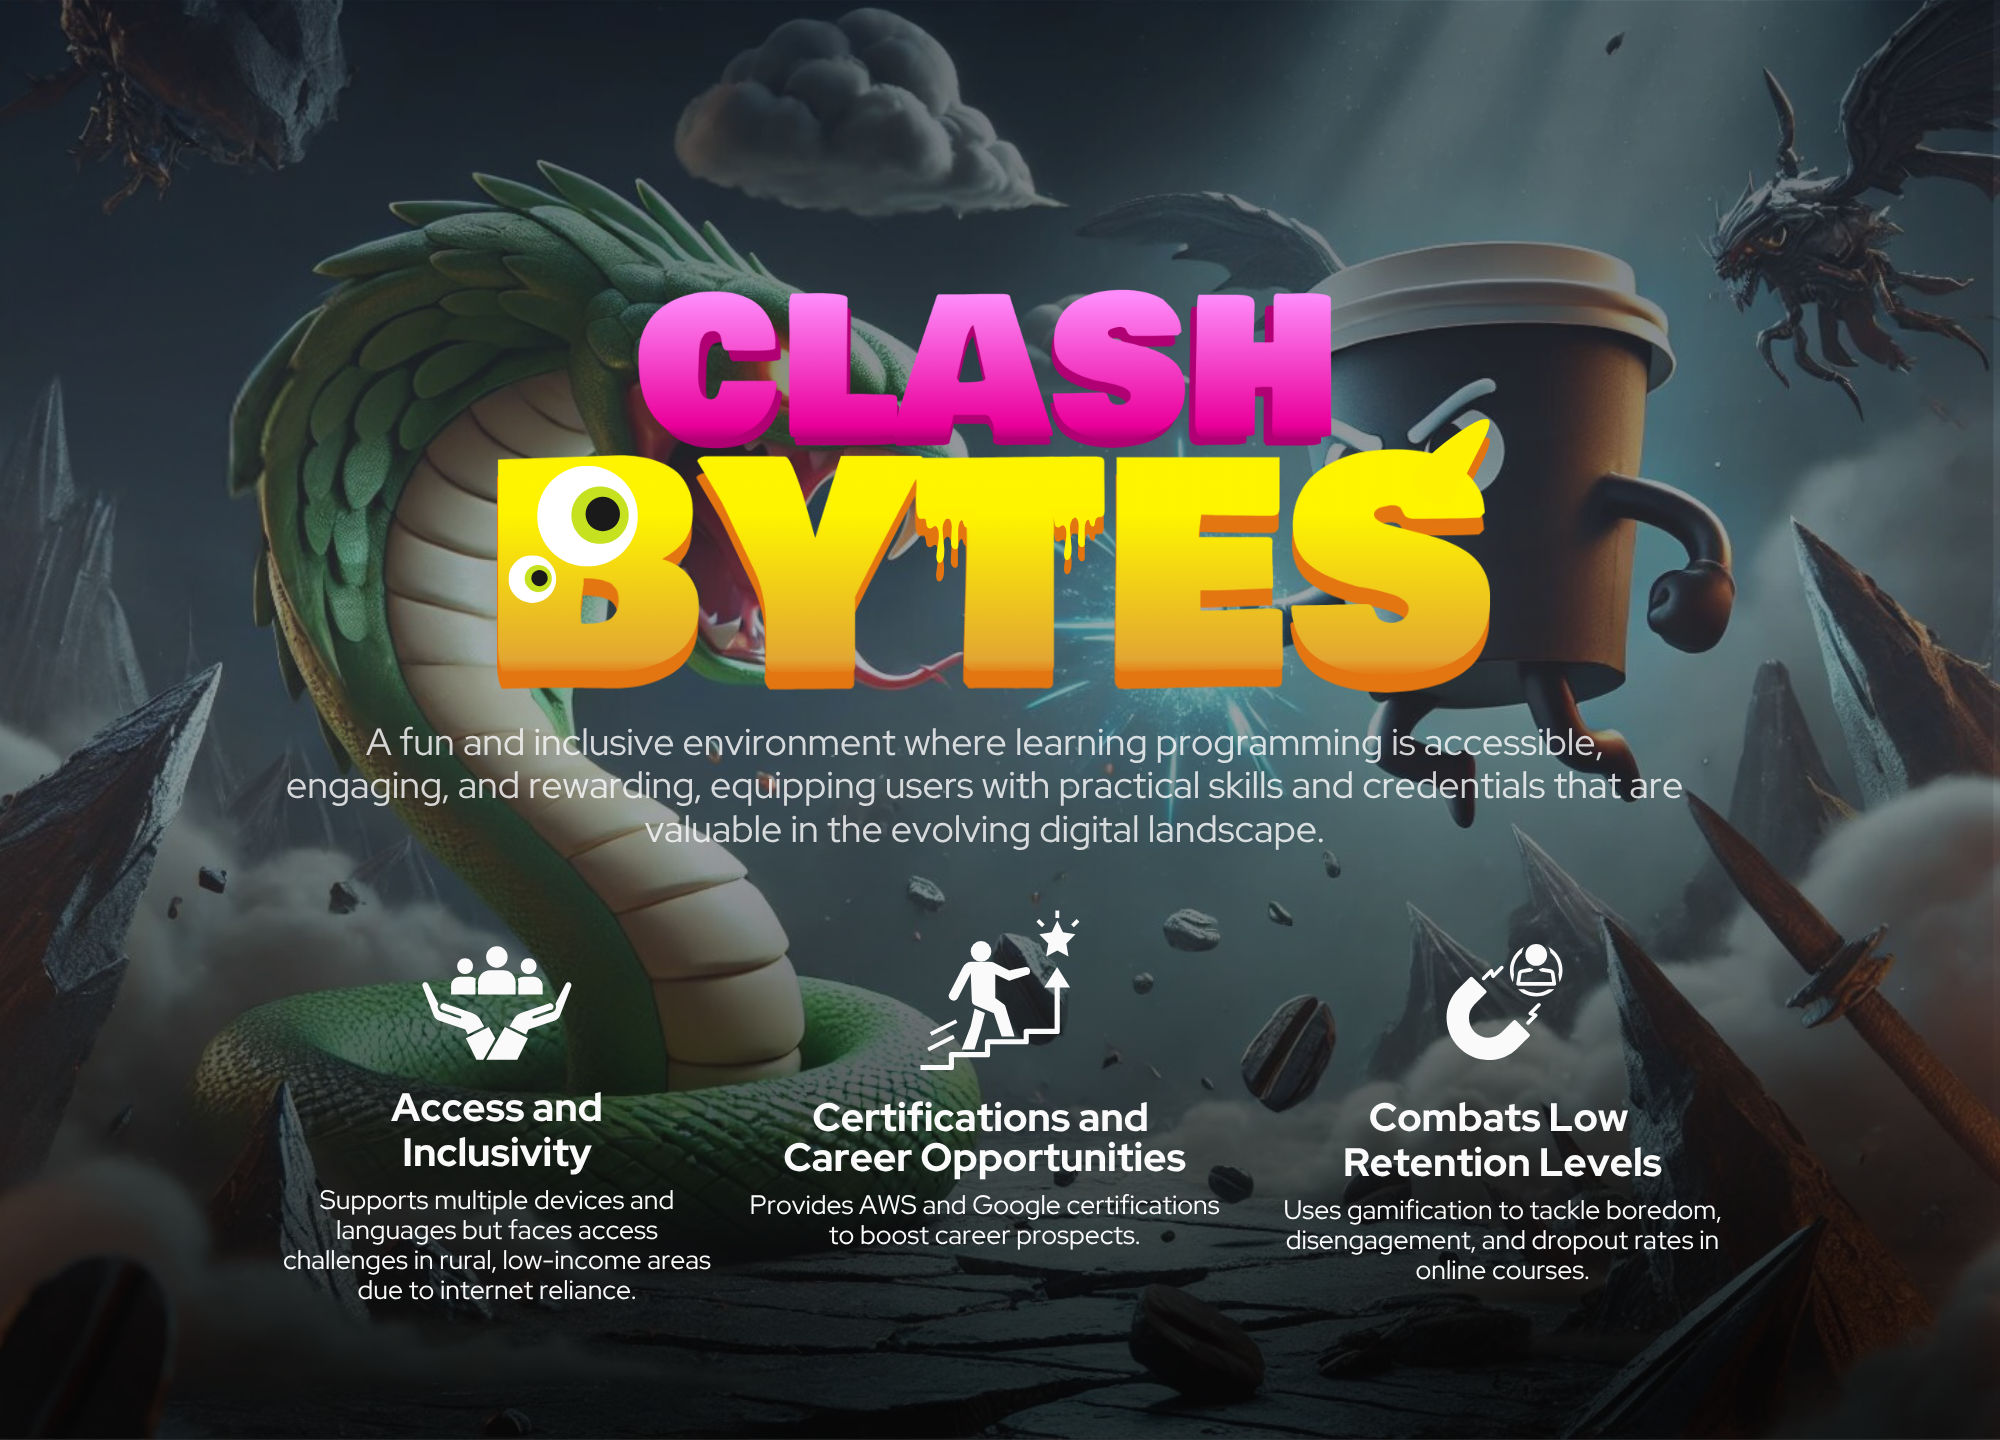 CLASH
BYTES
A fun and inclusive environment where learning programming is accessible,
engaging, and rewarding, equipping users with practical skills and credentials that are
valuable in the evolving digital landscape.
Access and
Inclusivity
Supports multiple devices and
languages but faces access
challenges in rural, low-income areas
due to internet reliance.
Certifications and
Career Opportunities
Provides AWS and Google certifications
to boost career prospects.
Combats Low
Retention Levels
Uses gamification to tackle boredom,
disengagement, and dropout rates in
online courses.